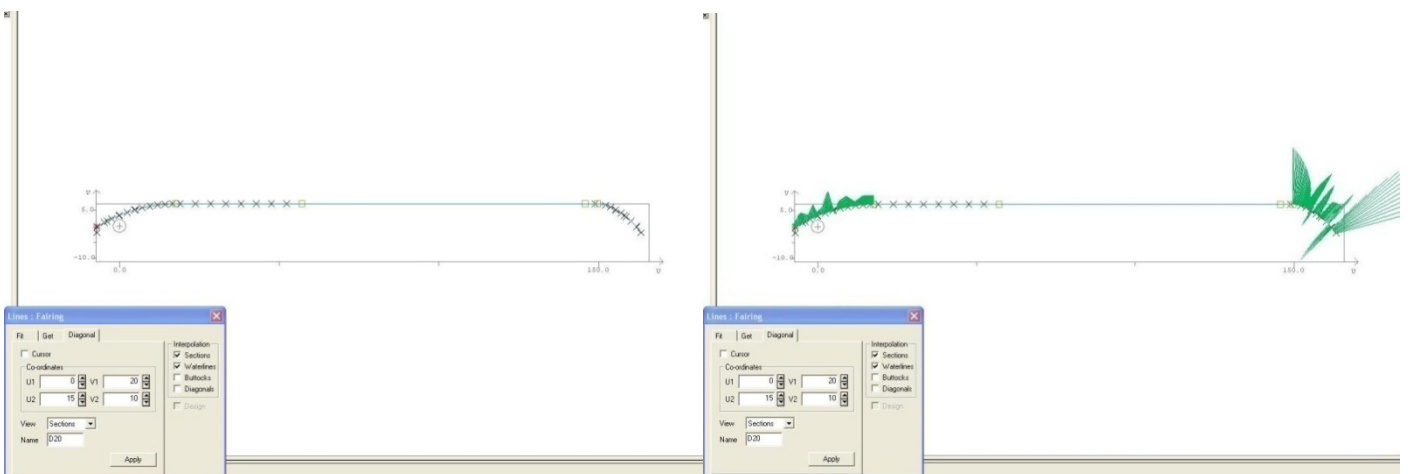 V
5.0
-10.0
0.0
150.0
U
Lines : Fairing
Fit Get Diagonal
Cursor
Co-ordinates
U1 0 V1 20
U2 15 V2 10
View Sections
Name D20
Apply
Interpolation
Sections
Waterlines
Buttocks
Diagonals
Design
V
5.0
-10.0
0.0
150.0
U
Lines : Fairing
Fit Get Diagonal
Cursor
Co-ordinates
U1 0 V1 20
U2 15 V2 10
View Sections
Name D20
Apply
Interpolation
Sections
Waterlines
Buttocks
Diagonals
Design